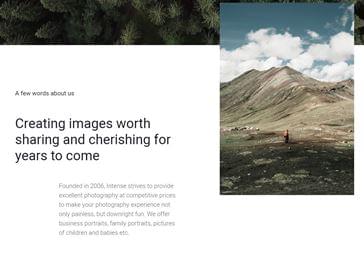 A few words about us
Creating images worth
sharing and cherishing for
years to come
Founded in 2006, Intense strives to provide
excellent photography at competitive prices
to make your photography experience not
only painless, but downright fun. We offer
business portraits, family portraits, pictures
of children and babies etc.